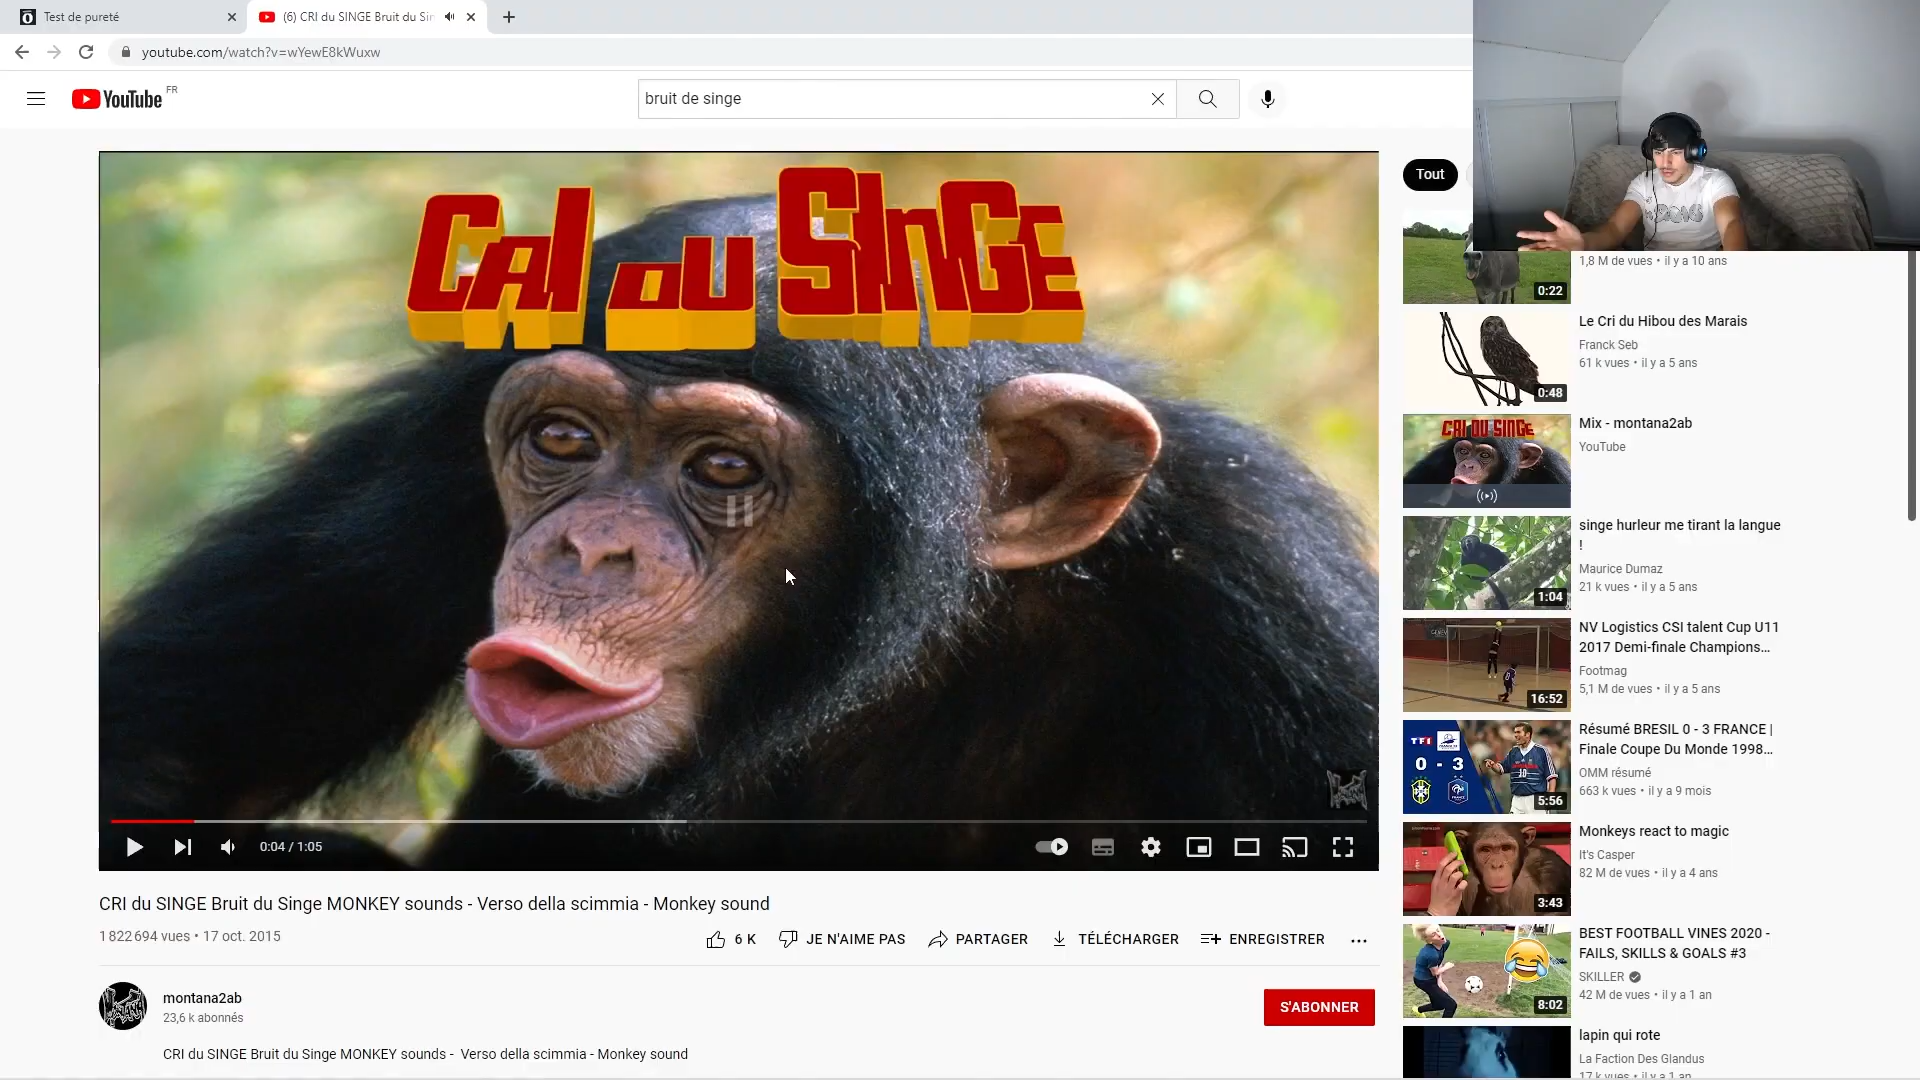 Test de pureté
(6) CRI du SINGE Bruit du Sin
youtube.com/watch?v=wYewE8kWuxw
YouTube FR
bruit de singe
CRI DU SINGE
0:04 / 1:05
CRI du SINGE Bruit du Singe MONKEY sounds - Verso della scimmia - Monkey sound
1 822 694 vues • 17 oct. 2015
6 K
JE N'AIME PAS
PARTAGER
TÉLÉCHARGER
ENREGISTRER
montana2ab
23,6 k abonnés
S'ABONNER
CRI du SINGE Bruit du Singe MONKEY sounds - Verso della scimmia - Monkey sound
Tout
1,8 M de vues • il y a 10 ans
0:22
Le Cri du Hibou des Marais
Franck Seb
61 k vues • il y a 5 ans
0:48
CRI DU SINGE
Mix - montana2ab
YouTube
singe hurleur me tirant la langue
!
Maurice Dumaz
21 k vues • il y a 5 ans
1:04
NV Logistics CSI talent Cup U11
2017 Demi-finale Champions...
Footmag
5,1 M de vues • il y a 5 ans
16:52
Résumé BRESIL 0 - 3 FRANCE |
Finale Coupe Du Monde 1998...
OMM résumé
663 k vues • il y a 9 mois
TF1
0 - 3
5:56
Monkeys react to magic
It's Casper
82 M de vues • il y a 4 ans
3:43
BEST FOOTBALL VINES 2020 -
FAILS, SKILLS & GOALS #3
SKILLER
42 M de vues • il y a 1 an
8:02
lapin qui rote
La Faction Des Glandus
17 k vues • il y a 1 an